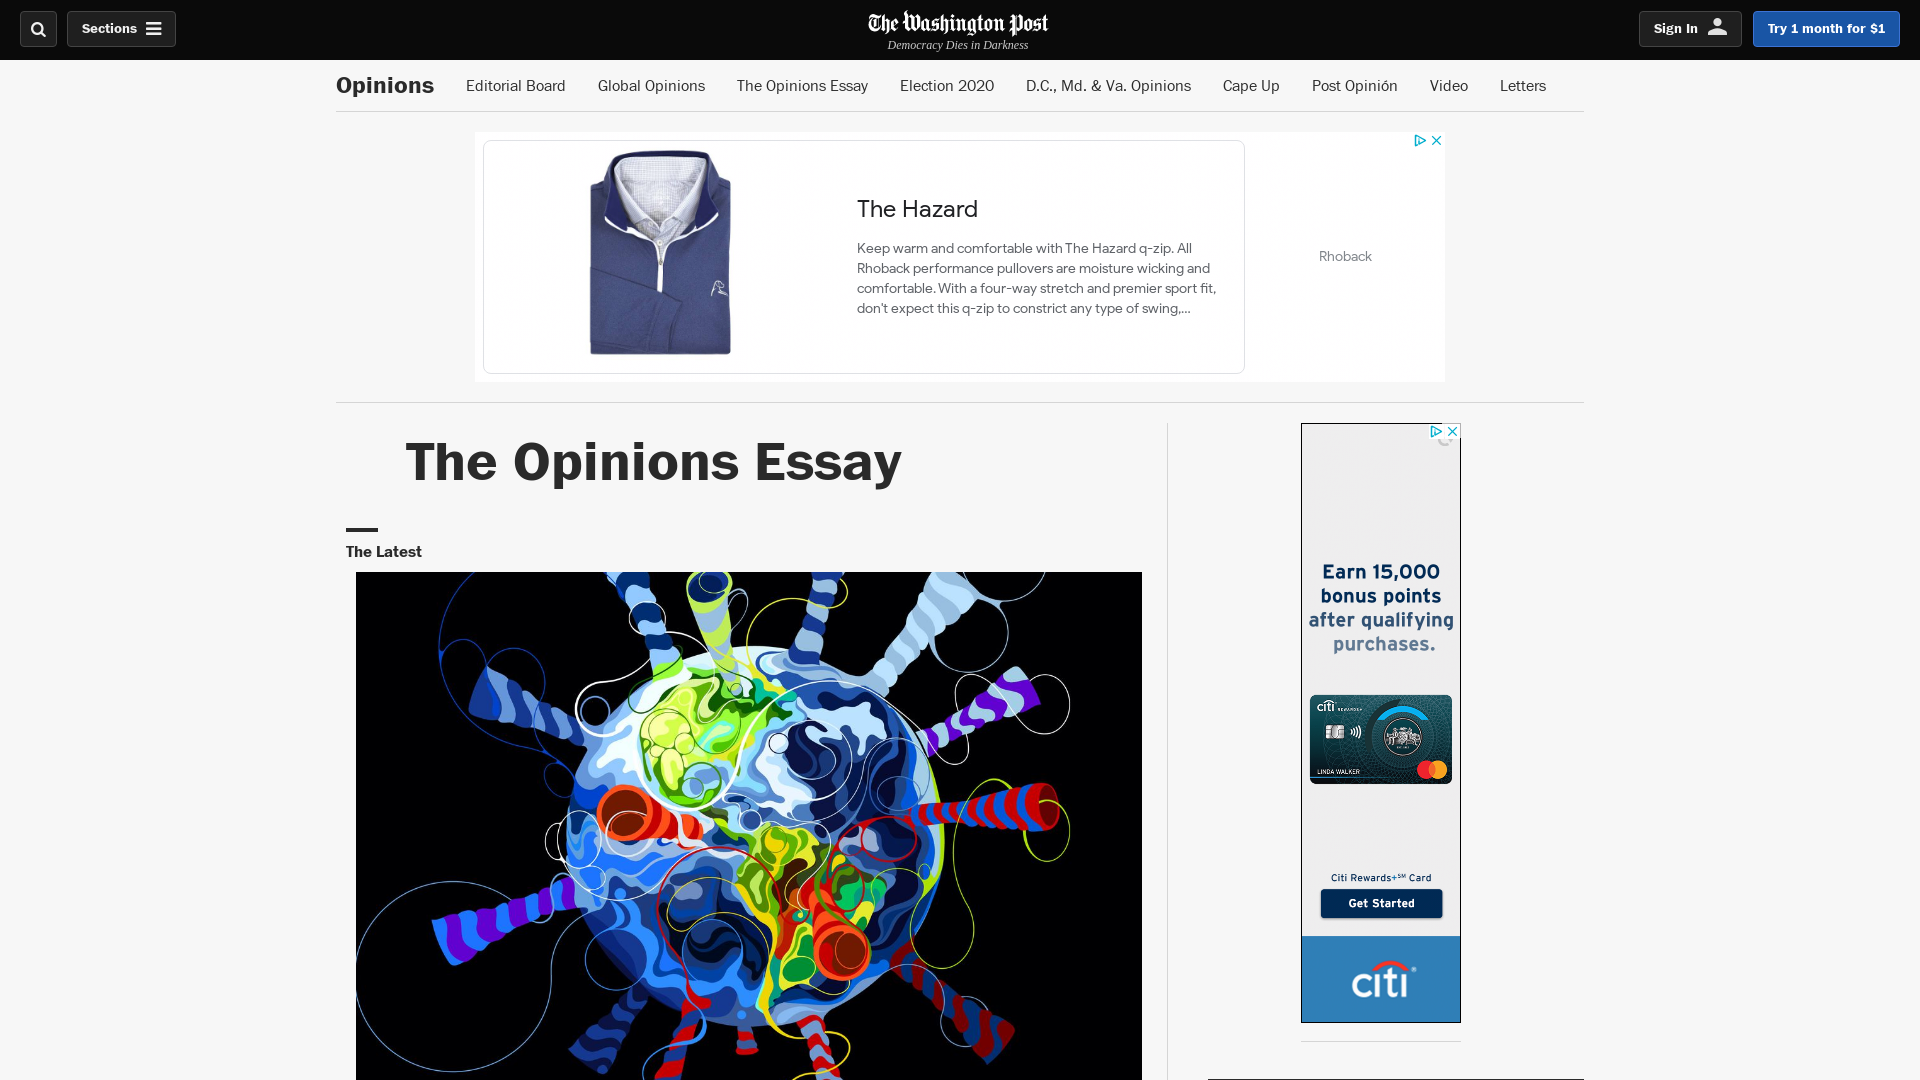 Sections
The Washington Post
Democracy Dies in Darkness
Sign In
Try 1 month for $1
Opinions
Editorial Board
Global Opinions
The Opinions Essay
Election 2020
D.C., Md. & Va. Opinions
Cape Up
Post Opinión
Video
Letters
The Hazard
Keep warm and comfortable with The Hazard q-zip. All
Rhoback performance pullovers are moisture wicking and
comfortable. With a four-way stretch and premier sport fit,
don't expect this q-zip to constrict any type of swing,...
Rhoback
The Opinions Essay
The Latest
Earn 15,000
bonus points
after qualifying
purchases.
citi REWARDS+
LINDA WALKER
Citi Rewards+℠ Card
Get Started
citi®